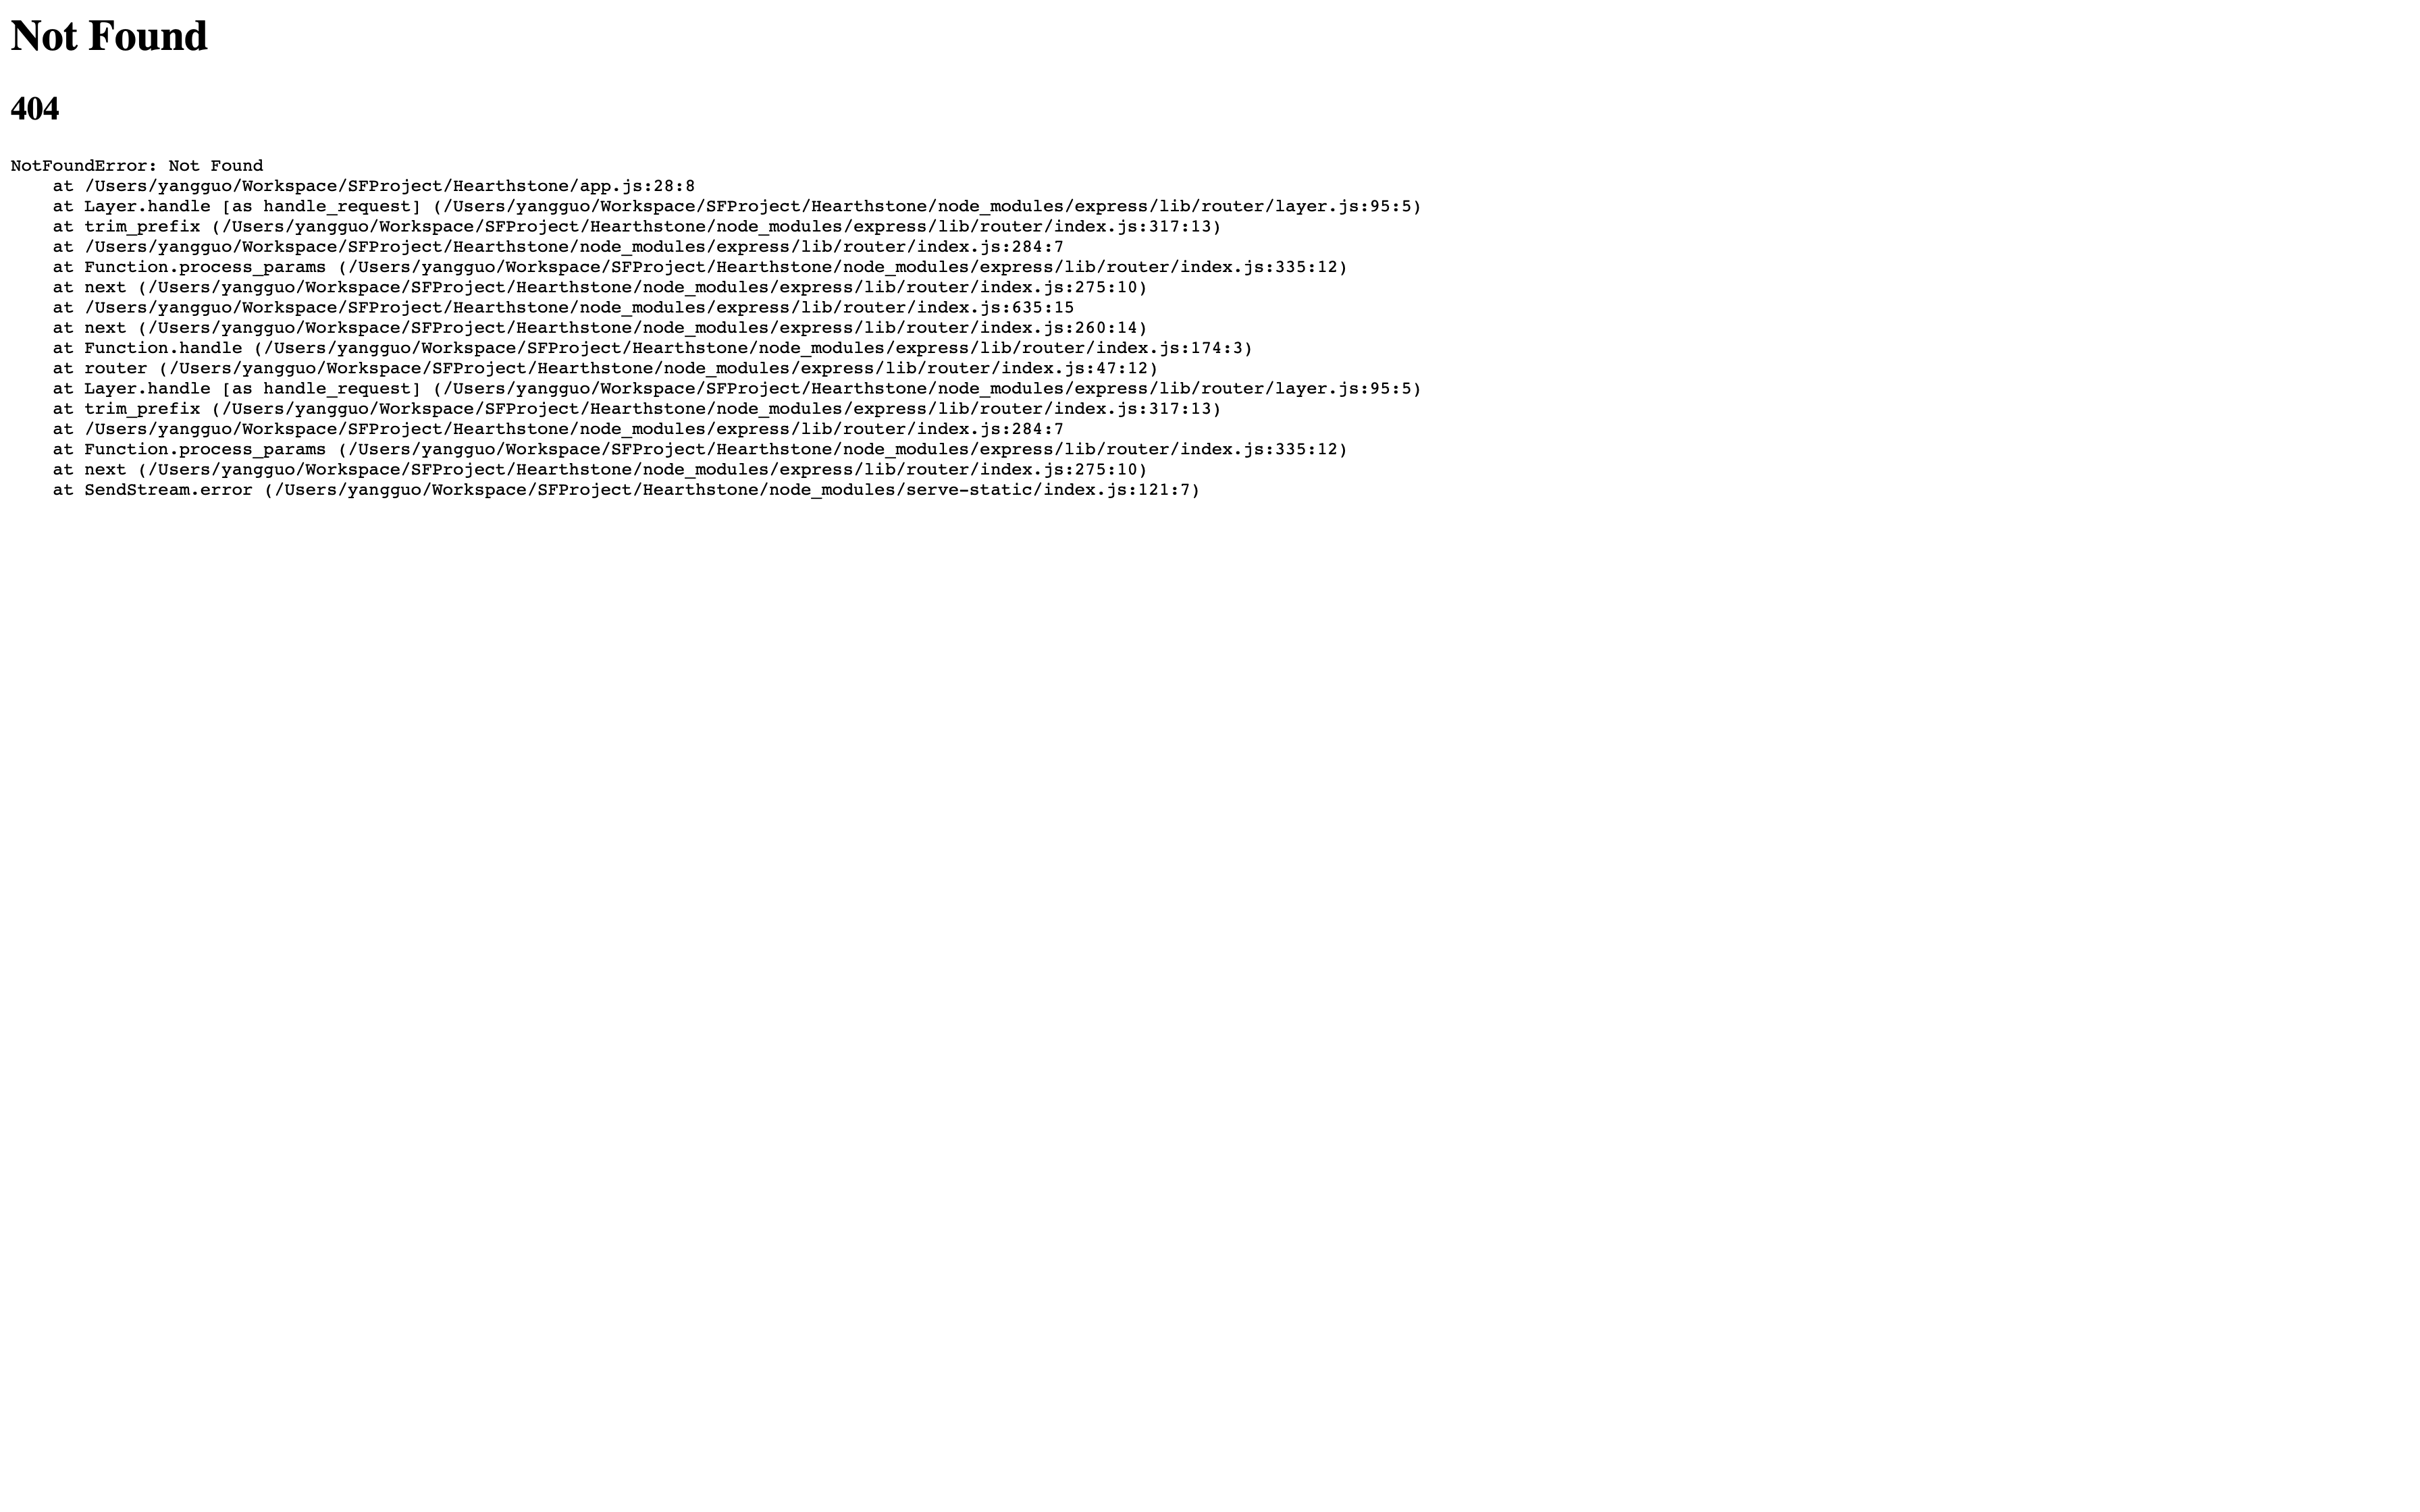 Not Found
404
NotFoundError: Not Found
    at /Users/yangguo/Workspace/SFProject/Hearthstone/app.js:28:8
    at Layer.handle [as handle_request] (/Users/yangguo/Workspace/SFProject/Hearthstone/node_modules/express/lib/router/layer.js:95:5)
    at trim_prefix (/Users/yangguo/Workspace/SFProject/Hearthstone/node_modules/express/lib/router/index.js:317:13)
    at /Users/yangguo/Workspace/SFProject/Hearthstone/node_modules/express/lib/router/index.js:284:7
    at Function.process_params (/Users/yangguo/Workspace/SFProject/Hearthstone/node_modules/express/lib/router/index.js:335:12)
    at next (/Users/yangguo/Workspace/SFProject/Hearthstone/node_modules/express/lib/router/index.js:275:10)
    at /Users/yangguo/Workspace/SFProject/Hearthstone/node_modules/express/lib/router/index.js:635:15
    at next (/Users/yangguo/Workspace/SFProject/Hearthstone/node_modules/express/lib/router/index.js:260:14)
    at Function.handle (/Users/yangguo/Workspace/SFProject/Hearthstone/node_modules/express/lib/router/index.js:174:3)
    at router (/Users/yangguo/Workspace/SFProject/Hearthstone/node_modules/express/lib/router/index.js:47:12)
    at Layer.handle [as handle_request] (/Users/yangguo/Workspace/SFProject/Hearthstone/node_modules/express/lib/router/layer.js:95:5)
    at trim_prefix (/Users/yangguo/Workspace/SFProject/Hearthstone/node_modules/express/lib/router/index.js:317:13)
    at /Users/yangguo/Workspace/SFProject/Hearthstone/node_modules/express/lib/router/index.js:284:7
    at Function.process_params (/Users/yangguo/Workspace/SFProject/Hearthstone/node_modules/express/lib/router/index.js:335:12)
    at next (/Users/yangguo/Workspace/SFProject/Hearthstone/node_modules/express/lib/router/index.js:275:10)
    at SendStream.error (/Users/yangguo/Workspace/SFProject/Hearthstone/node_modules/serve-static/index.js:121:7)